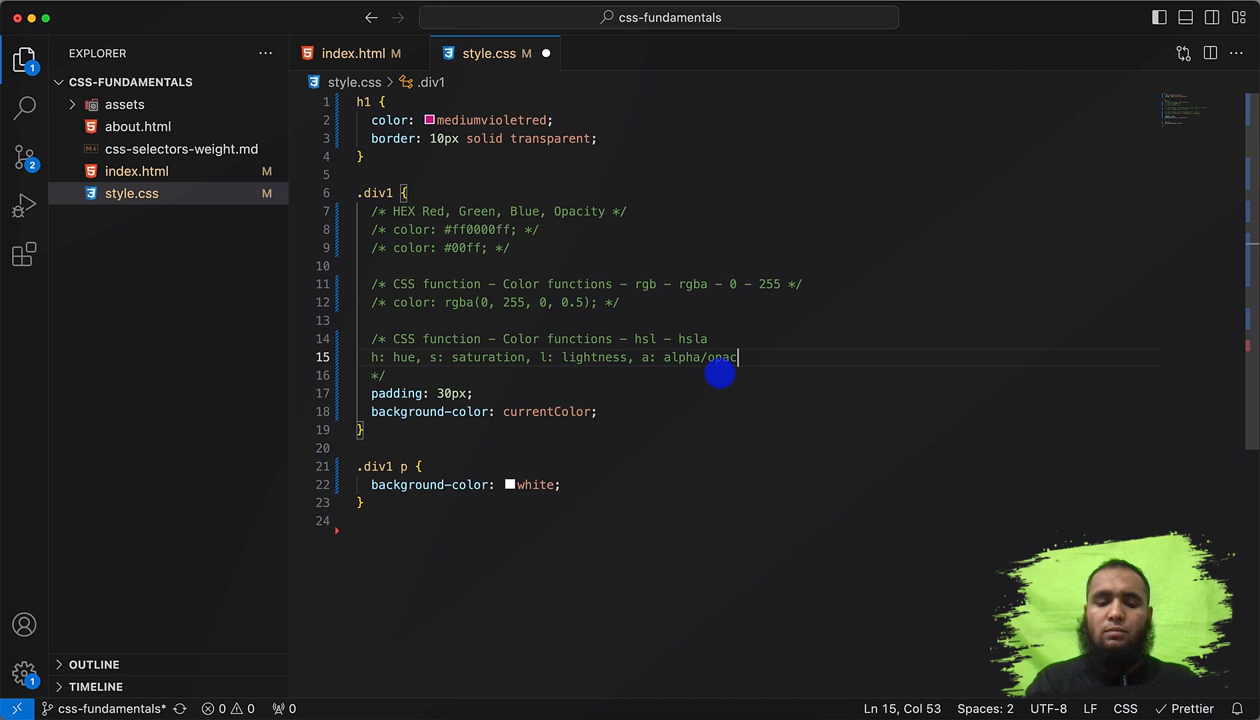 css-fundamentals
EXPLORER
index.html M
style.css M
CSS-FUNDAMENTALS
style.css > .div1
assets
about.html
css-selectors-weight.md
index.html M
style.css M
1 h1 {
2 color: mediumvioletred;
3 border: 10px solid transparent;
4 }
5
6 .div1 {
7 /* HEX Red, Green, Blue, Opacity */
8 /* color: #ff0000ff; */
9 /* color: #00ff; */
10
11 /* CSS function - Color functions - rgb - rgba - 0 - 255 */
12 /* color: rgba(0, 255, 0, 0.5); */
13
14 /* CSS function - Color functions - hsl - hsla
15 h: hue, s: saturation, l: lightness, a: alpha/opac
16 */
17 padding: 30px;
18 background-color: currentColor;
19 }
20
21 .div1 p {
22 background-color: white;
23 }
24
1
2
1
OUTLINE
TIMELINE
css-fundamentals* 0 0 0 Ln 15, Col 53 Spaces: 2 UTF-8 LF CSS Prettier